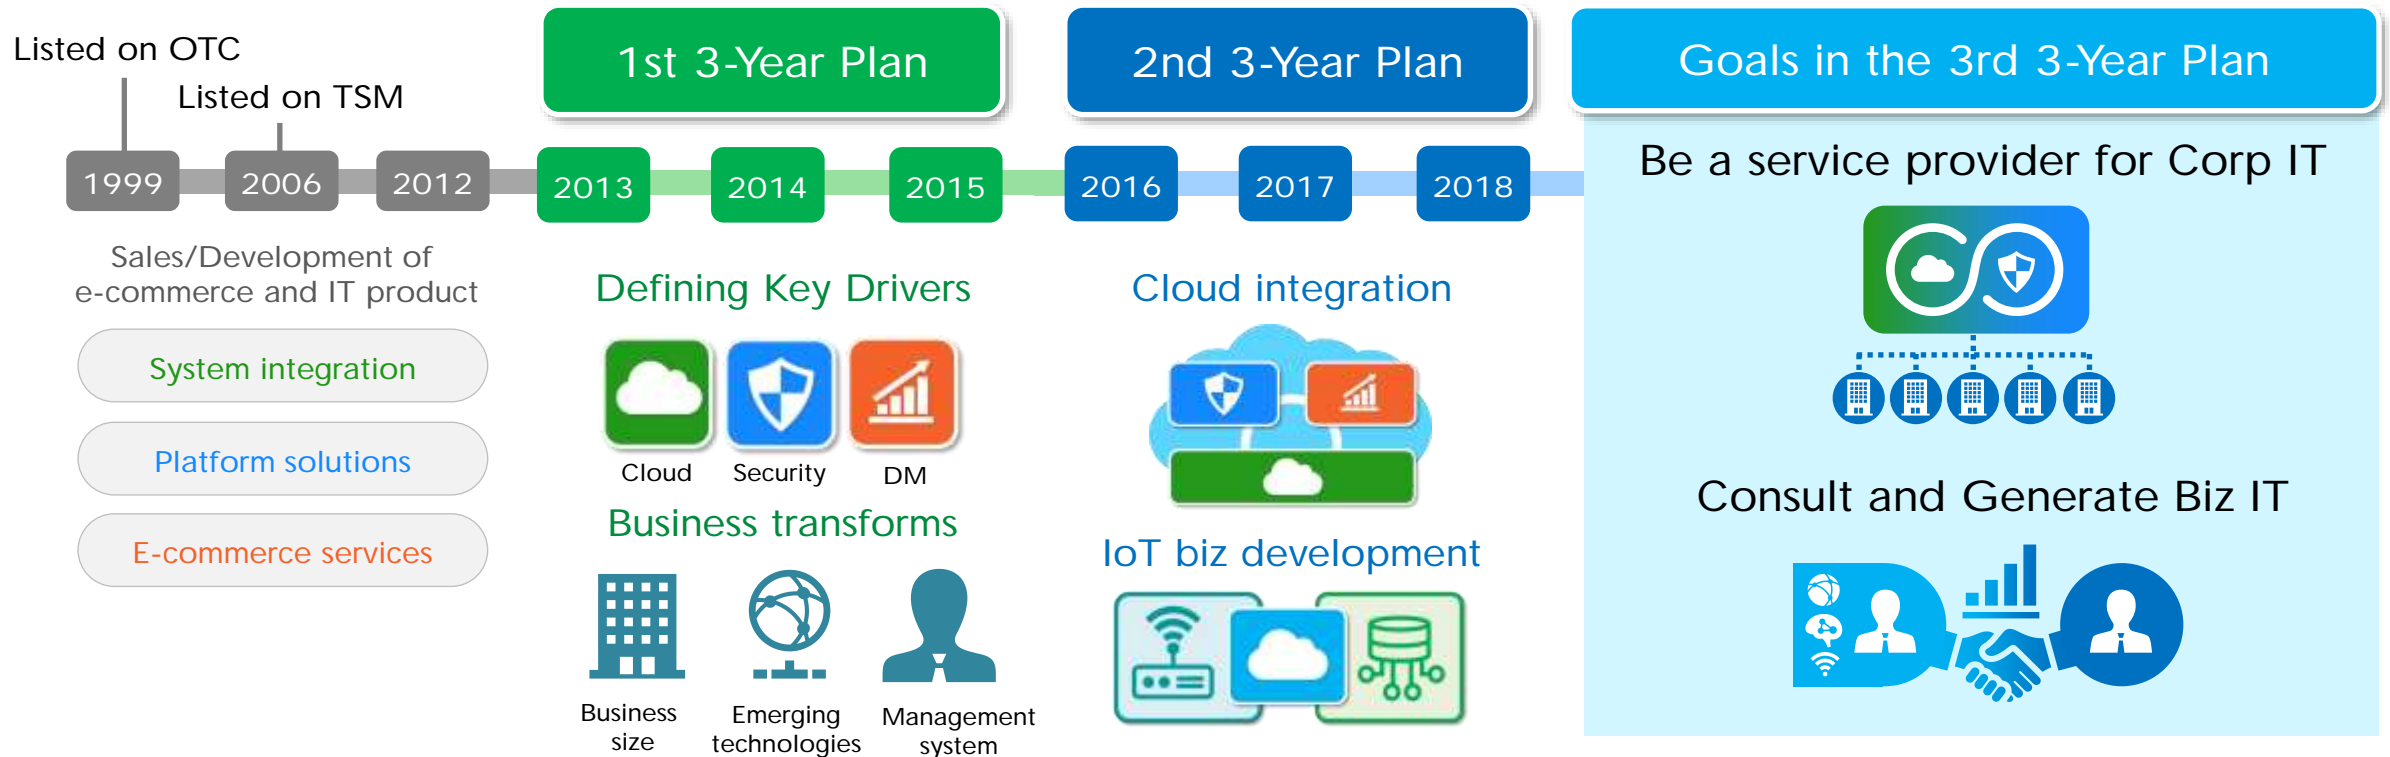 Listed on OTC
Listed on TSM
1999
2006
2012
Sales/Development of
e-commerce and IT product
System integration
Platform solutions
E-commerce services
1st 3-Year Plan
2013
2014
2015
Defining Key Drivers
Cloud
Security
DM
Business transforms
Business
size
Emerging
technologies
Management
system
2nd 3-Year Plan
2016
2017
2018
Cloud integration
IoT biz development
Goals in the 3rd 3-Year Plan
Be a service provider for Corp IT
Consult and Generate Biz IT